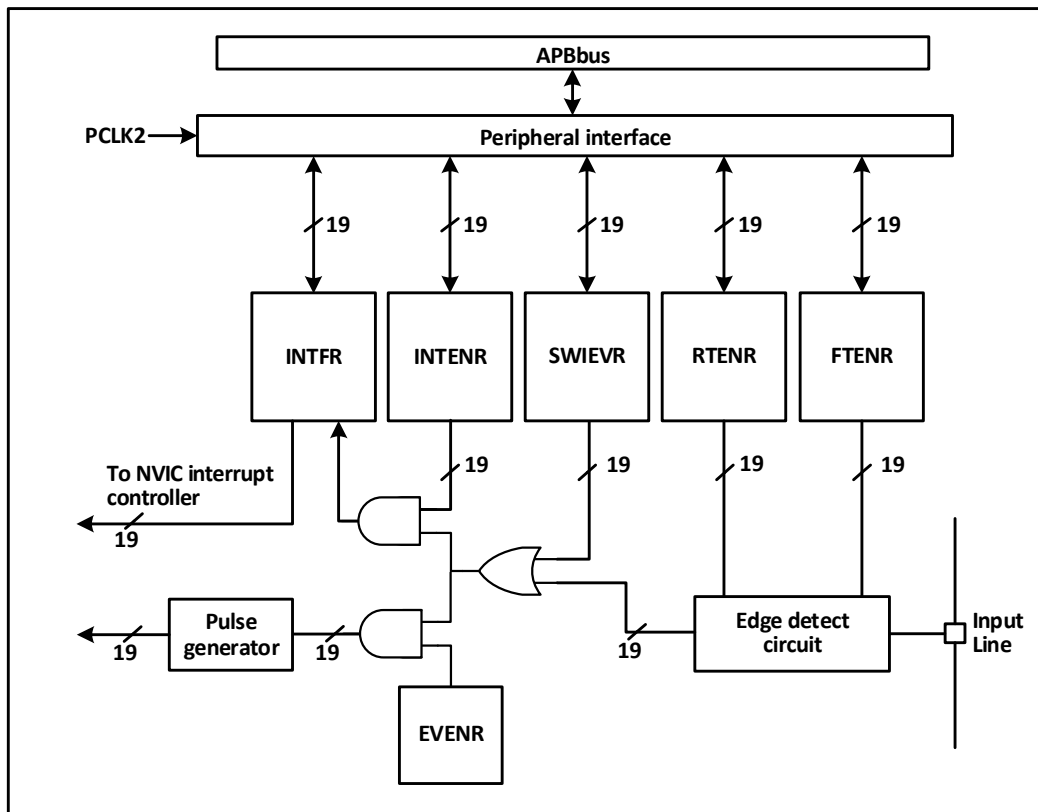 APBbus
PCLK2
Peripheral interface
19
19
19
19
19
INTFR
INTENR
SWIEVR
RTENR
FTENR
19
19
19
19
To NVIC interrupt
controller
19
Pulse
generator
19
19
Edge detect
circuit
19
Input
Line
EVENR